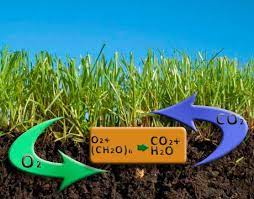 O₂
O₂+ → CO₂+
(CH₂O)ₙ H₂O
CO₂